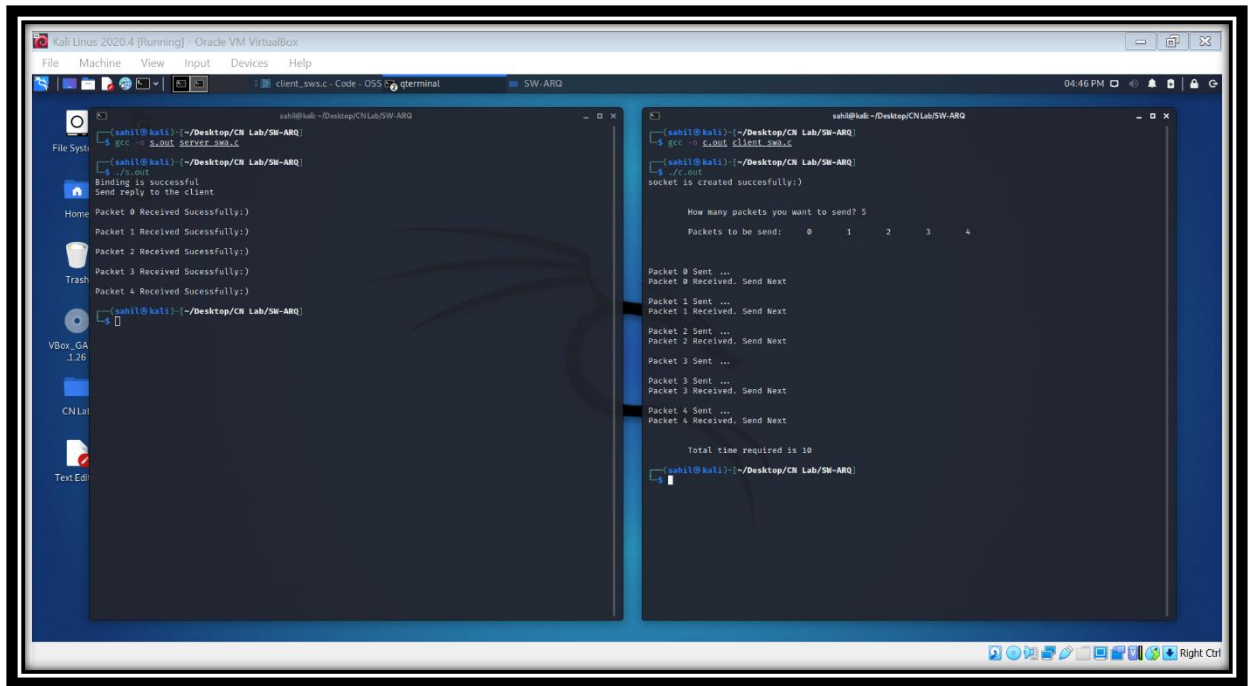 Kali Linus 2020.4 [Running] - Oracle VM VirtualBox
File Machine View Input Devices Help
client_sws.c - Code - OSS
qterminal
SW-ARQ
04:46 PM
File Syste
Home
Trash
VBox_GA
.1.26
CN Lab
Text Edi
sahil@kali: ~/Desktop/CN Lab/SW-ARQ
(sahil㉿kali)-[~/Desktop/CN Lab/SW-ARQ]
$ gcc -o s.out server_swa.c
(sahil㉿kali)-[~/Desktop/CN Lab/SW-ARQ]
$ ./s.out
Binding is successful
Send reply to the client
Packet 0 Received Sucessfully:)
Packet 1 Received Sucessfully:)
Packet 2 Received Sucessfully:)
Packet 3 Received Sucessfully:)
Packet 4 Received Sucessfully:)
(sahil㉿kali)-[~/Desktop/CN Lab/SW-ARQ]
$
sahil@kali: ~/Desktop/CN Lab/SW-ARQ
(sahil㉿kali)-[~/Desktop/CN Lab/SW-ARQ]
$ gcc -o c.out client_swa.c
(sahil㉿kali)-[~/Desktop/CN Lab/SW-ARQ]
$ ./c.out
socket is created succesfully:)
How many packets you want to send? 5
Packets to be send: 0 1 2 3 4
Packet 0 Sent ...
Packet 0 Received. Send Next
Packet 1 Sent ...
Packet 1 Received. Send Next
Packet 2 Sent ...
Packet 2 Received. Send Next
Packet 3 Sent ...
Packet 3 Sent ...
Packet 3 Received. Send Next
Packet 4 Sent ...
Packet 4 Received. Send Next
Total time required is 10
(sahil㉿kali)-[~/Desktop/CN Lab/SW-ARQ]
$
Right Ctrl